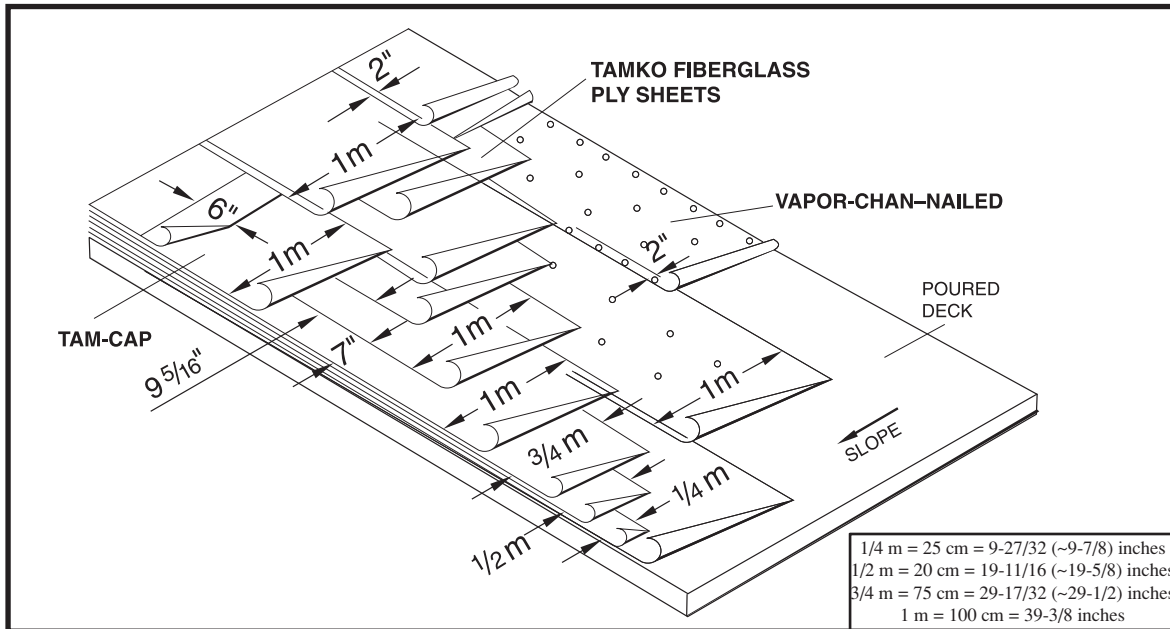 2"
TAMKO FIBERGLASS
PLY SHEETS
1m
VAPOR-CHAN–NAILED
6"
2"
1m
POURED
DECK
TAM-CAP
9 5/16"
7"
1m
1m
1m
SLOPE
3/4 m
1/4 m
1/2 m
1/4 m = 25 cm = 9-27/32 (~9-7/8) inches
1/2 m = 20 cm = 19-11/16 (~19-5/8) inches
3/4 m = 75 cm = 29-17/32 (~29-1/2) inches
1 m = 100 cm = 39-3/8 inches